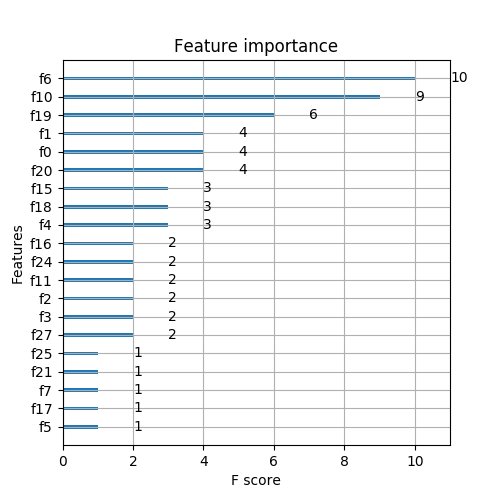 Feature importance
f6 10
f10 9
f19 6
f1 4
f0 4
f20 4
f15 3
f18 3
f4 3
f16 2
f24 2
f11 2
f2 2
f3 2
f27 2
f25 1
f21 1
f7 1
f17 1
f5 1
0 2 4 6 8 10
F score
Features